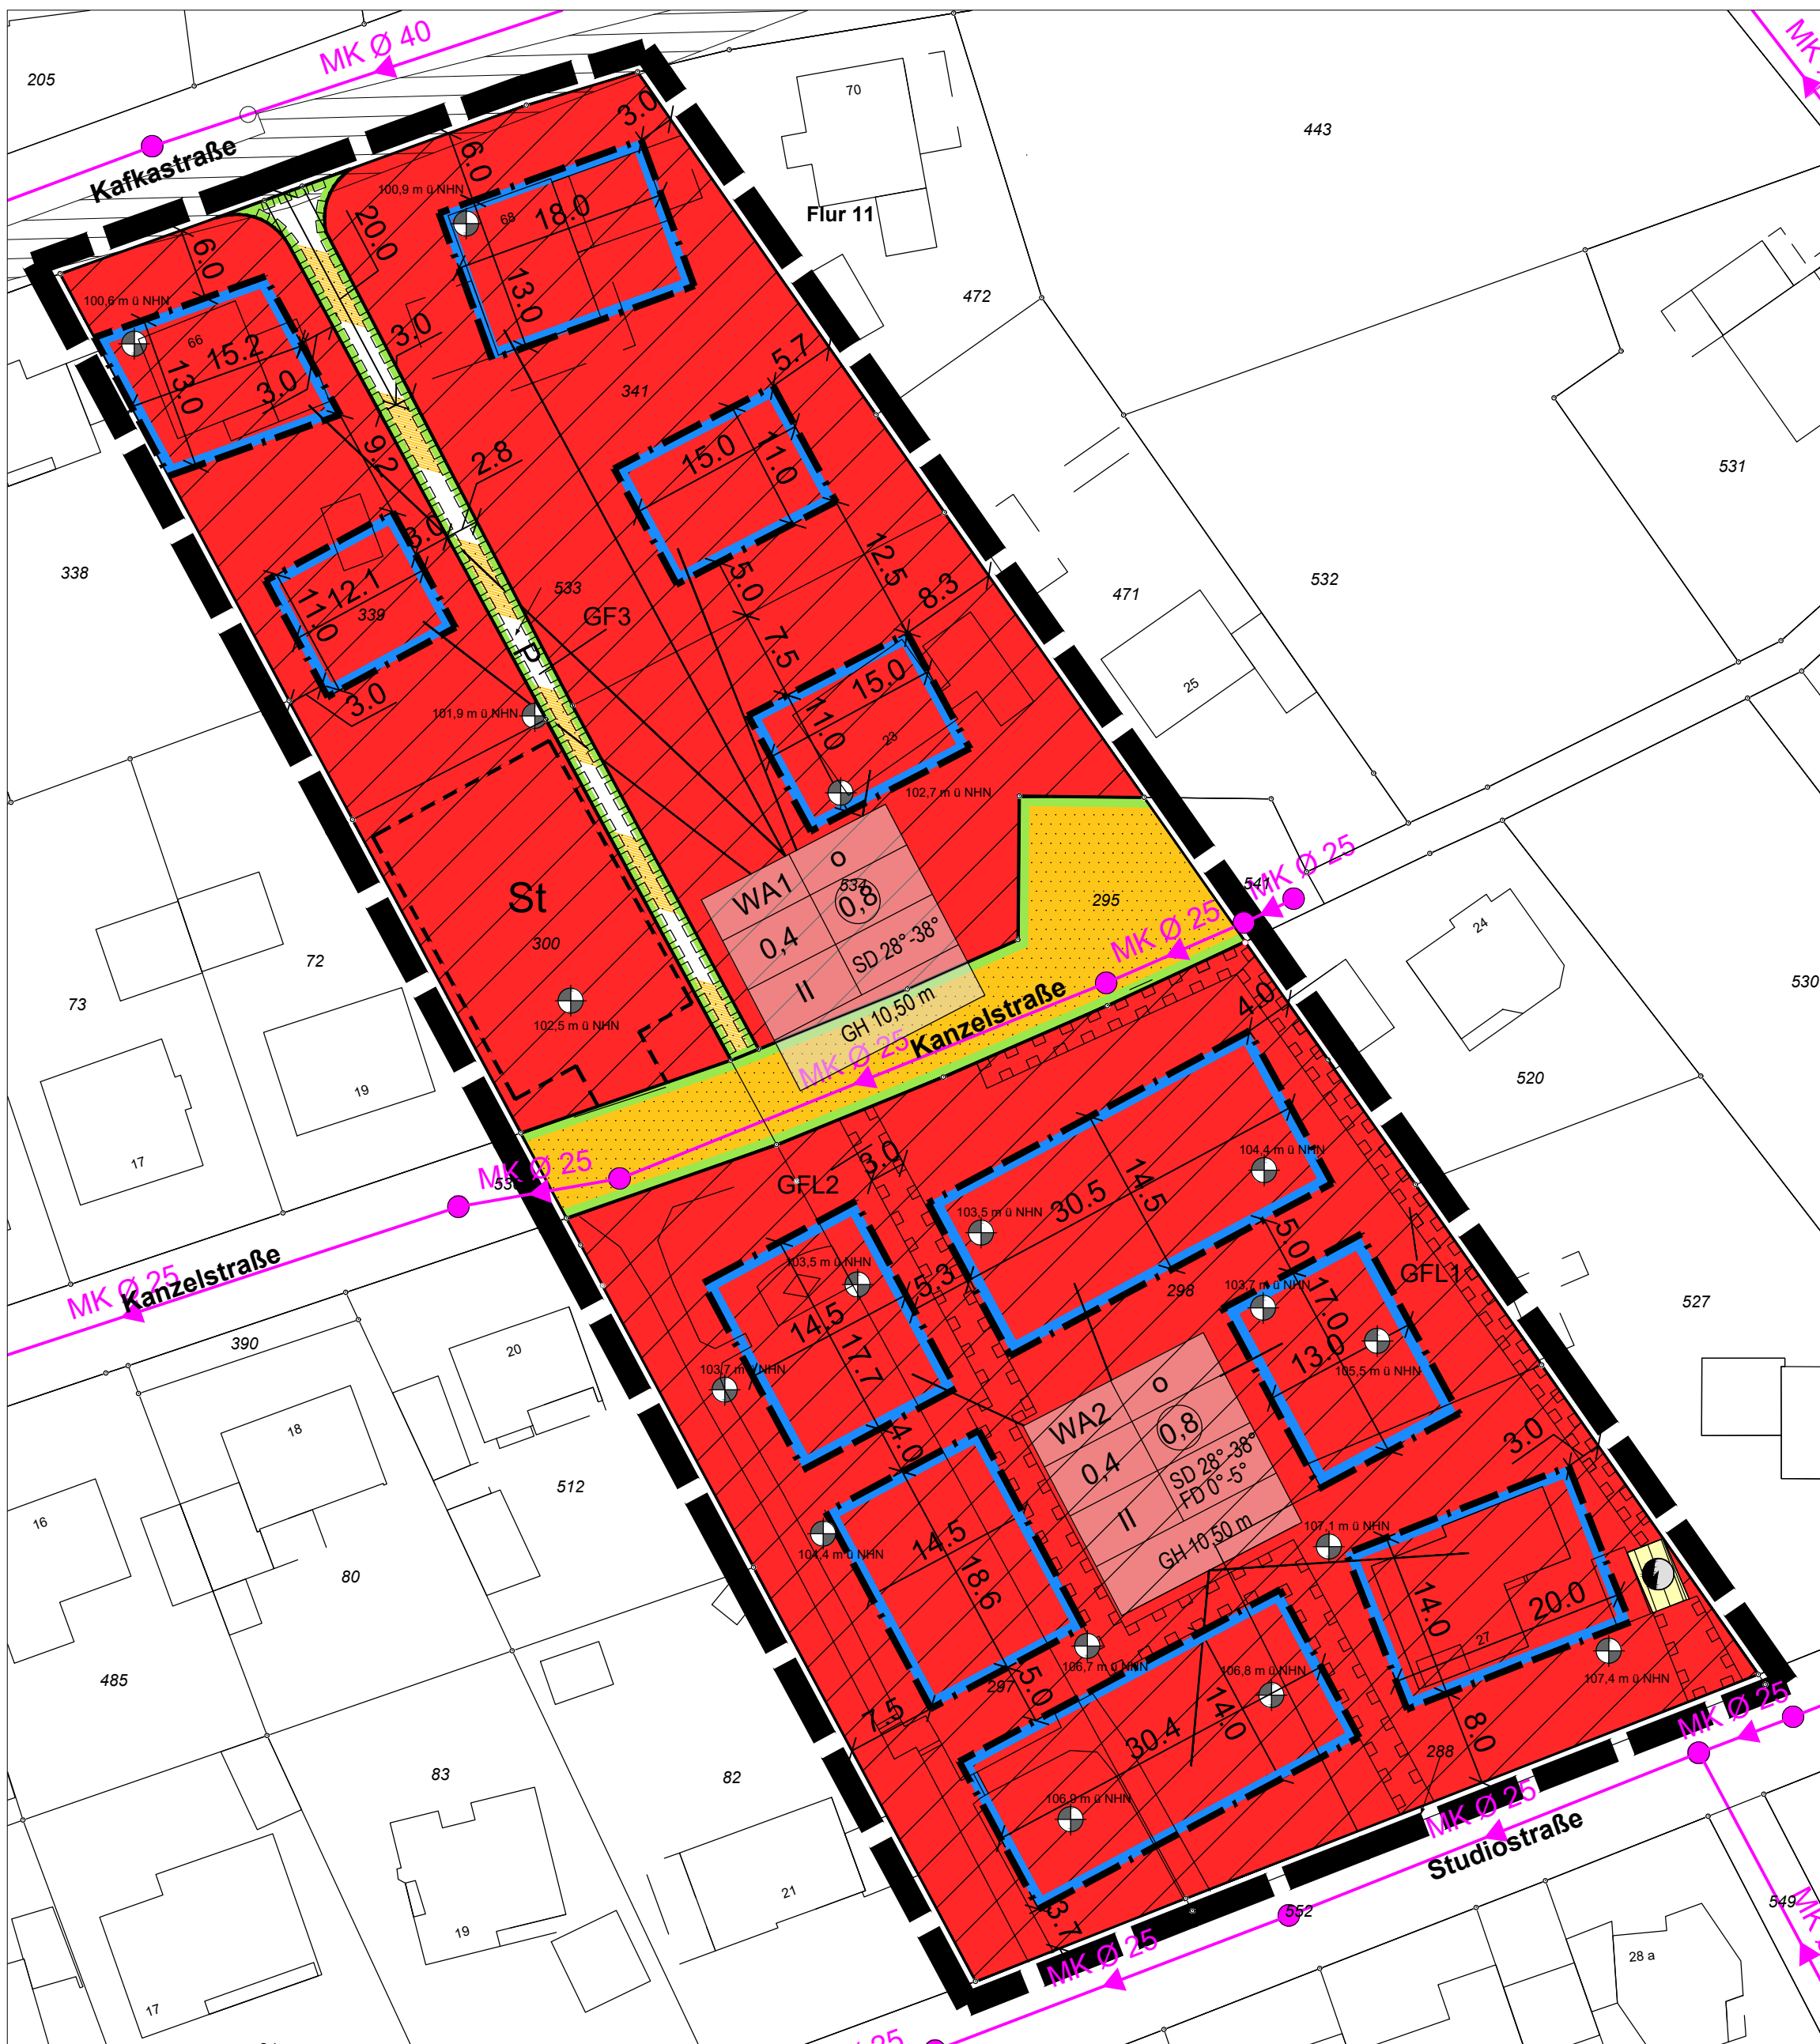 MK Ø 40
205
Kafkastraße
70
443
Flur 11
472
3.0
6.0
100,9 m ü NHN
68
18.0
20.0
13.0
6.0
100,6 m ü NHN
66
15.2
13.0
3.0
3.0
341
5.7
9.2
2.8
15.0
11.0
531
338
3.0
12.1
11.0
339
533
GF3
5.0
12.5
8.3
471
532
7.5
P
25
3.0
101,9 m ü NHN
15.0
11.0
23
102,7 m ü NHN
St
300
102,5 m ü NHN
WA1
o
534
0,8
0,4
SD 28°-38°
II
GH 10,50 m
295
541
MK Ø 25
MK Ø 25
MK Ø 25
Kanzelstraße
24
530
72
73
19
17
520
4.0
MK Ø 25
GFL2
3.0
104,4 m ü NHN
103,5 m ü NHN
30.5
14.5
5.0
MK Ø 25
Kanzelstraße
390
103,5 m ü NHN
14.5
5.3
17.7
103,7 m ü NHN
298
103,7 m ü NHN
17.0
13.0
105,5 m ü NHN
GFL1
527
20
18
16
512
80
4.0
WA2
o
0,8
0,4
SD 28°-38°
FD 0°-5°
II
GH 10,50 m
3.0
104,4 m ü NHN
14.5
18.6
107,1 m ü NHN
14.0
20.0
27
107,4 m ü NHN
106,7 m ü NHN
297
5.0
7.5
106,8 m ü NHN
14.0
30.4
106,9 m ü NHN
288
8.0
485
83
82
MK Ø 25
MK Ø 25
Studiostraße
21
19
17
3.7
MK Ø 25
552
549
28 a